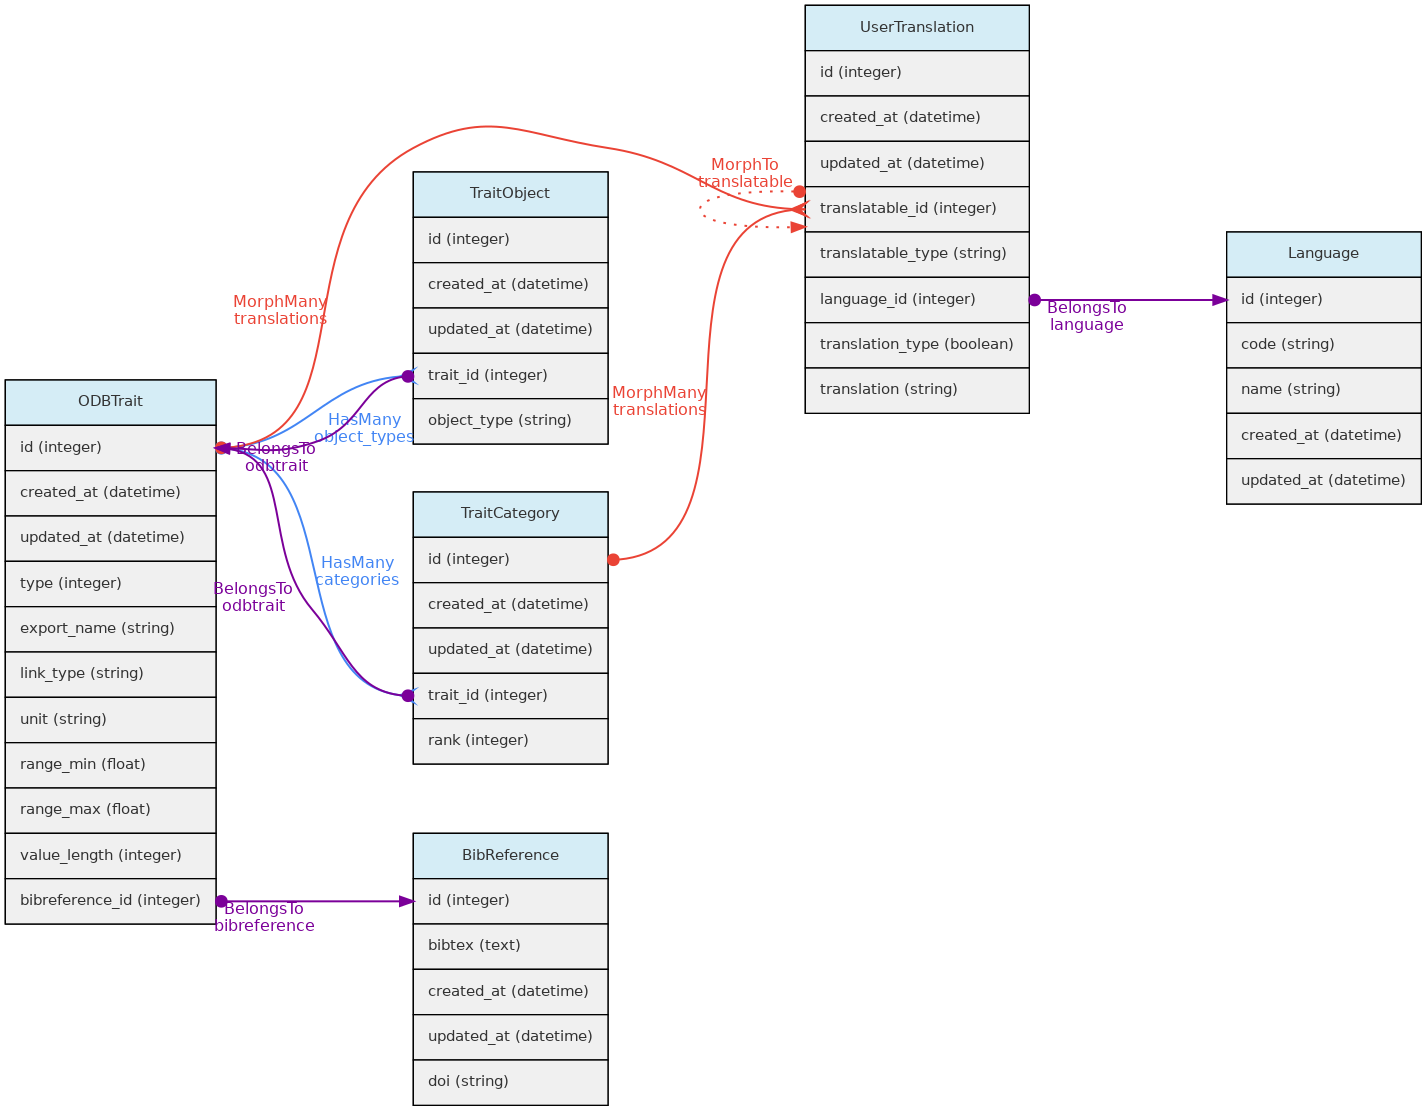 UserTranslation
id (integer)
created_at (datetime)
updated_at (datetime)
translatable_id (integer)
translatable_type (string)
language_id (integer)
translation_type (boolean)
translation (string)
MorphTo
translatable
TraitObject
id (integer)
created_at (datetime)
updated_at (datetime)
trait_id (integer)
object_type (string)
Language
id (integer)
code (string)
name (string)
created_at (datetime)
updated_at (datetime)
BelongsTo
language
MorphMany
translations
MorphMany
translations
HasMany
object_types
BelongsTo
odbtrait
ODBTrait
id (integer)
created_at (datetime)
updated_at (datetime)
type (integer)
export_name (string)
link_type (string)
unit (string)
range_min (float)
range_max (float)
value_length (integer)
bibreference_id (integer)
HasMany
categories
BelongsTo
odbtrait
TraitCategory
id (integer)
created_at (datetime)
updated_at (datetime)
trait_id (integer)
rank (integer)
BelongsTo
bibreference
BibReference
id (integer)
bibtex (text)
created_at (datetime)
updated_at (datetime)
doi (string)